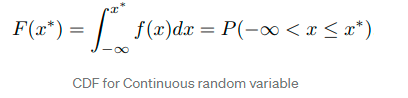 F(x*) = ∫_{-∞}^{x*} f(x)dx = P(−∞ < x ≤ x*)
CDF for Continuous random variable